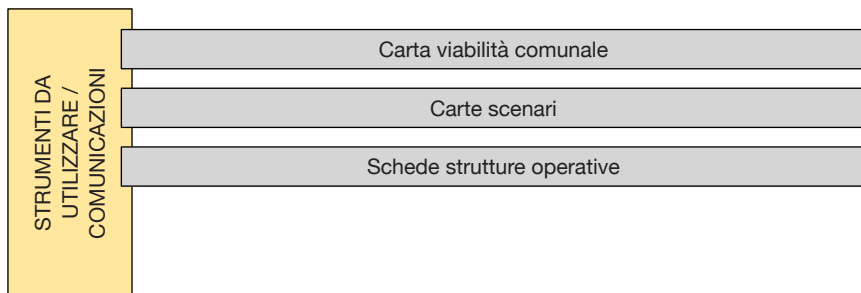 STRUMENTI DA
UTILIZZARE /
COMUNICAZIONI
Carta viabilità comunale
Carte scenari
Schede strutture operative